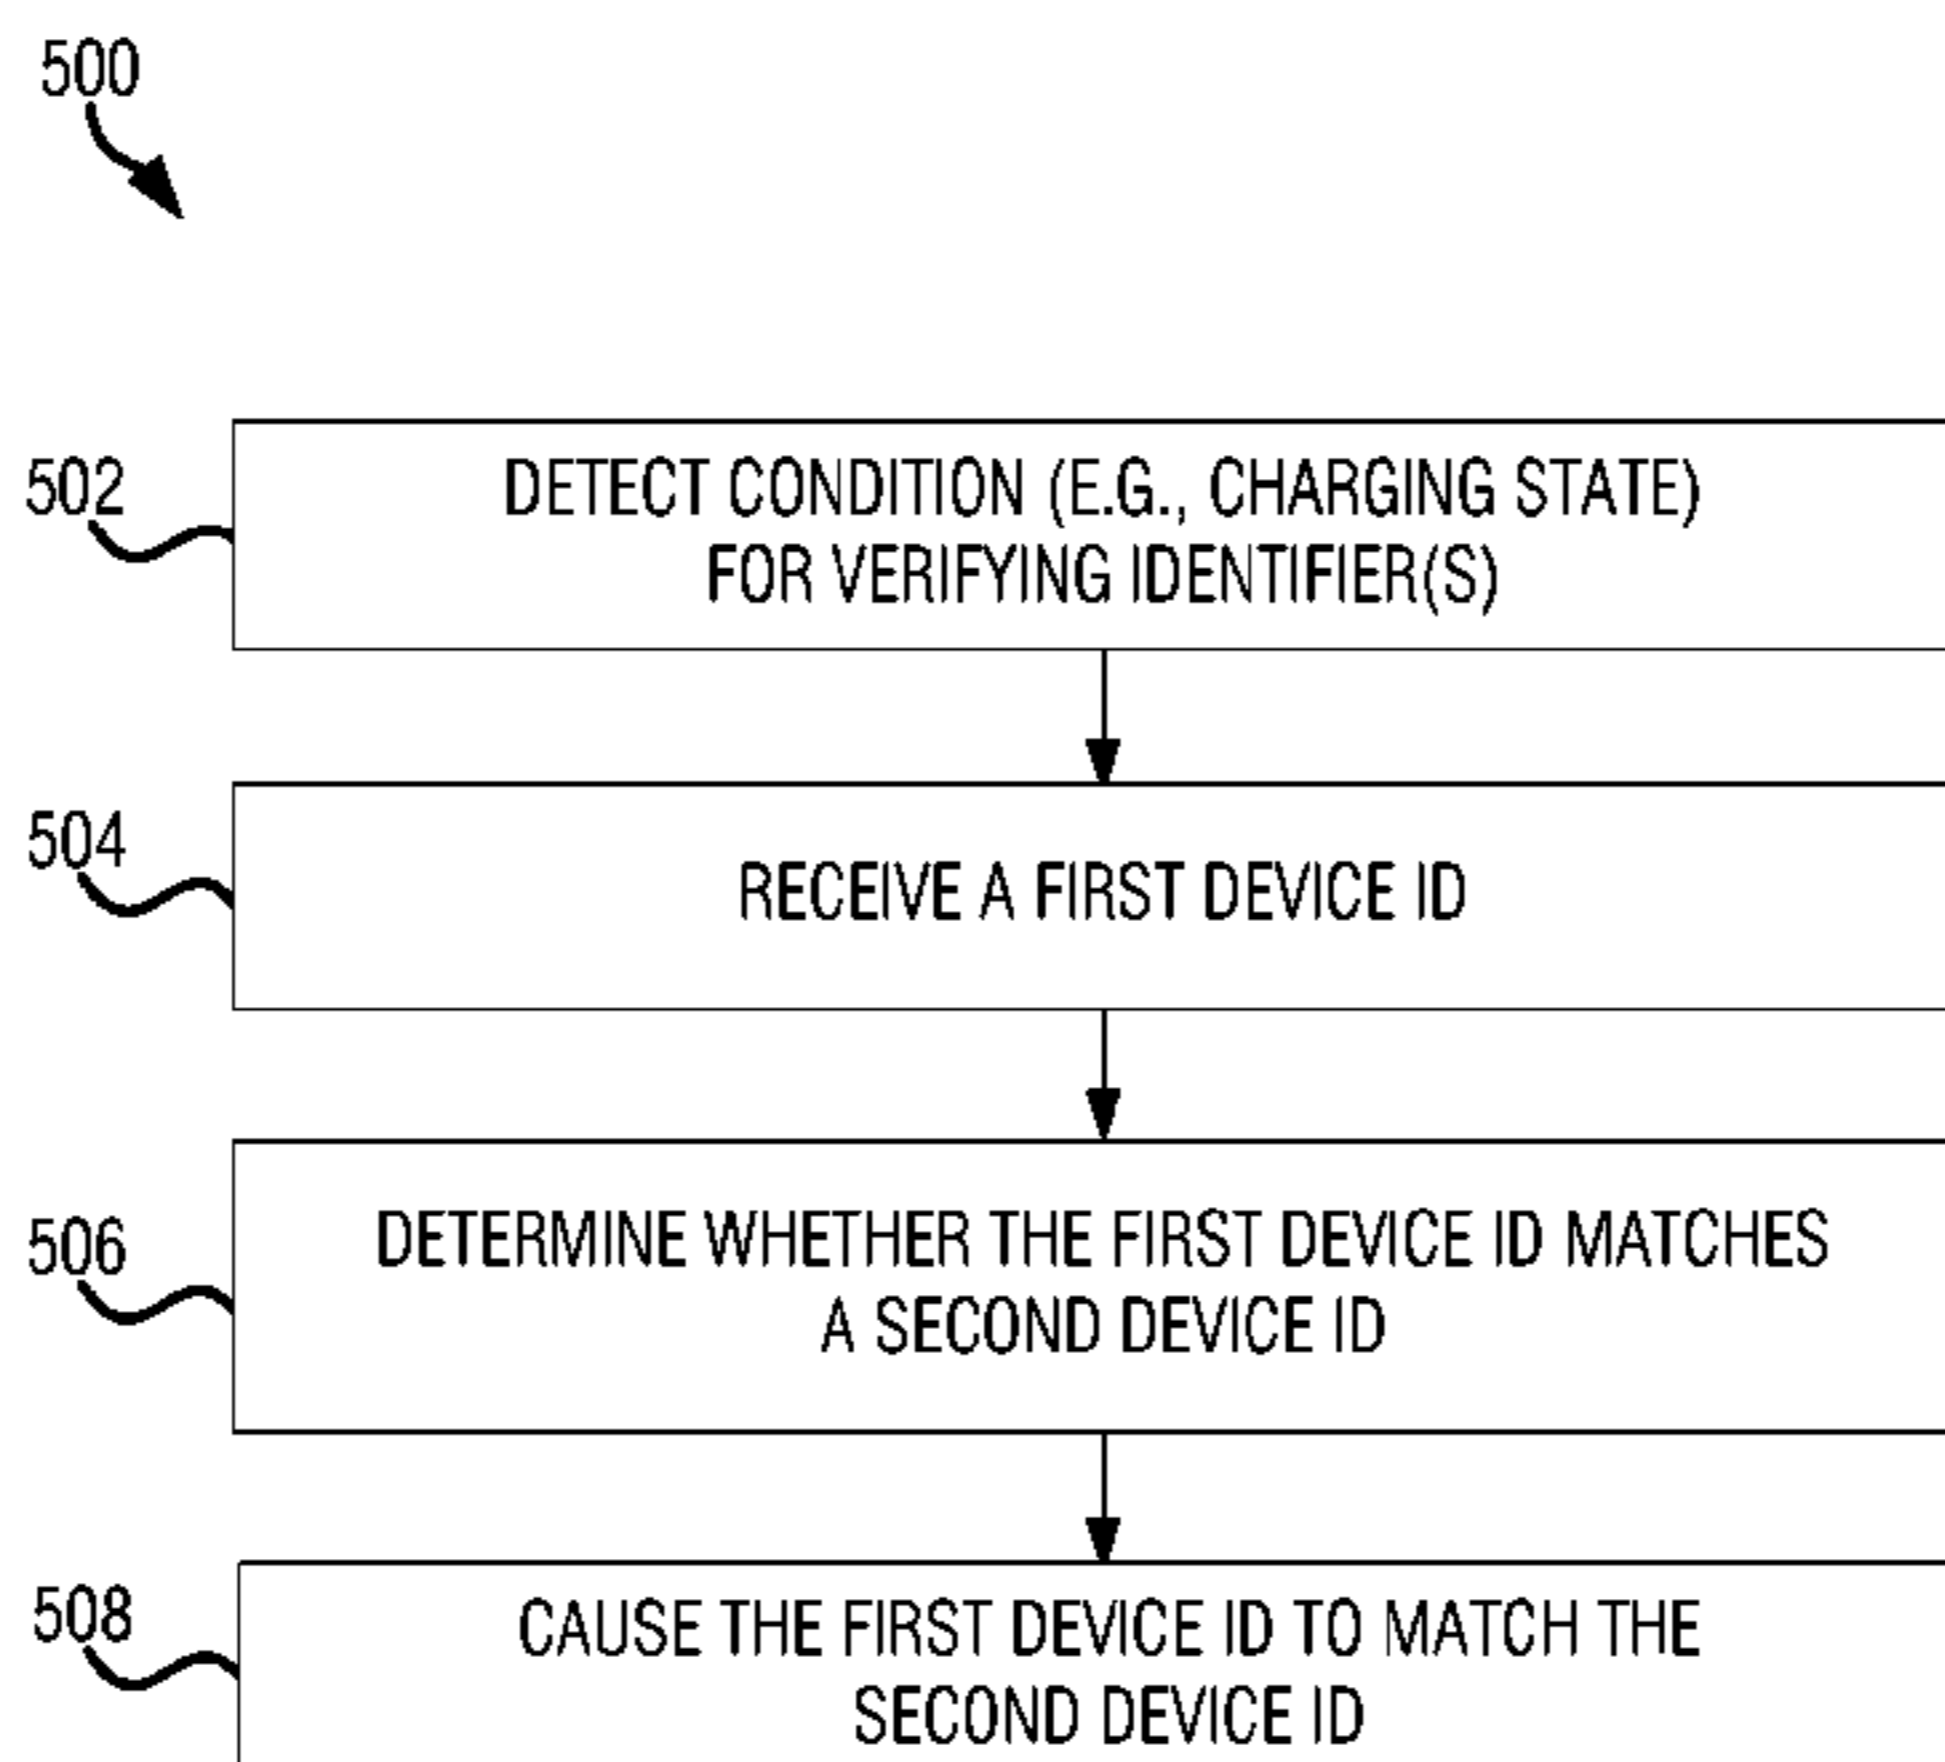 500
502
DETECT CONDITION (E.G., CHARGING STATE)
FOR VERIFYING IDENTIFIER(S)
504
RECEIVE A FIRST DEVICE ID
506
DETERMINE WHETHER THE FIRST DEVICE ID MATCHES
A SECOND DEVICE ID
508
CAUSE THE FIRST DEVICE ID TO MATCH THE
SECOND DEVICE ID